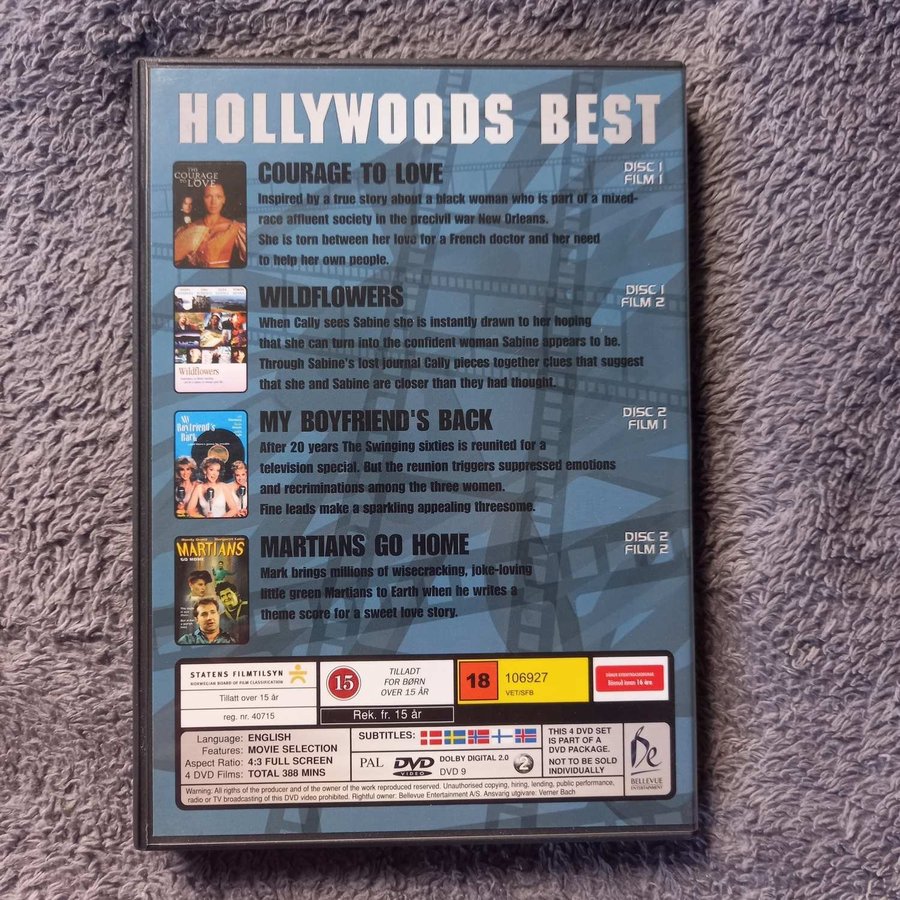 HOLLYWOODS BEST
THE
COURAGE
TO LOVE
COURAGE TO LOVE
DISC 1
FILM 1
Inspired by a true story about a black woman who is part of a mixed-
race affluent society in the precivil war New Orleans.
She is torn between her love for a French doctor and her need
to help her own people.
Wildflowers
WILDFLOWERS
DISC 1
FILM 2
When Cally sees Sabine she is instantly drawn to her hoping
that she can turn into the confident woman Sabine appears to be.
Through Sabine's lost journal Cally pieces together clues that suggest
that she and Sabine are closer than they had thought.
My
Boyfriend's
Back
MY BOYFRIEND'S BACK
DISC 2
FILM 1
After 20 years The Swinging sixties is reunited for a
television special. But the reunion triggers suppressed emotions
and recriminations among the three women.
Fine leads make a sparkling appealing threesome.
MARTIANS
GO HOME
MARTIANS GO HOME
DISC 2
FILM 2
Mark brings millions of wisecracking, joke-loving
little green Martians to Earth when he writes a
theme score for a sweet love story.
STATENS FILMTILSYN
NORWEGIAN BOARD OF FILM CLASSIFICATION
Tillatt over 15 år
reg. nr. 40715
15
TILLADT
FOR BØRN
OVER 15 ÅR
Rek. fr. 15 år
18
106927
VET/SFB
Language: ENGLISH
Features: MOVIE SELECTION
Aspect Ratio: 4:3 FULL SCREEN
4 DVD Films: TOTAL 388 MINS
SUBTITLES:
PAL
DVD
VIDEO
DOLBY DIGITAL 2.0
DVD 9
2
THIS 4 DVD SET
IS PART OF A
DVD PACKAGE.
NOT TO BE SOLD
INDIVIDUALLY
Be
BELLEVUE
ENTERTAINMENT
Warning: All rigths of the producer and of the owner of the work reproduced reserved. Unauthorised copying, hiring, lending, public performance,
radio or TV broadcasting of this DVD video prohibited. Rightful owner: Bellevue Entertainment A/S. Ansvarig utgivare: Verner Bach